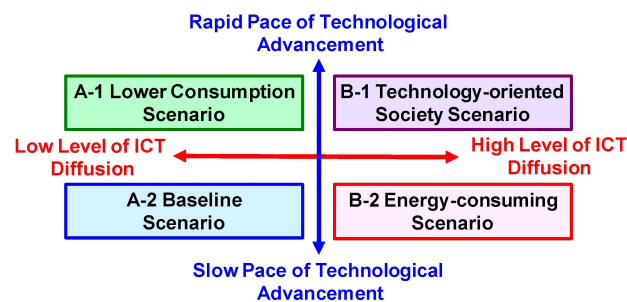 Rapid Pace of Technological
Advancement
A-1 Lower Consumption
Scenario
B-1 Technology-oriented
Society Scenario
Low Level of ICT
Diffusion
High Level of ICT
Diffusion
A-2 Baseline
Scenario
B-2 Energy-consuming
Scenario
Slow Pace of Technological
Advancement